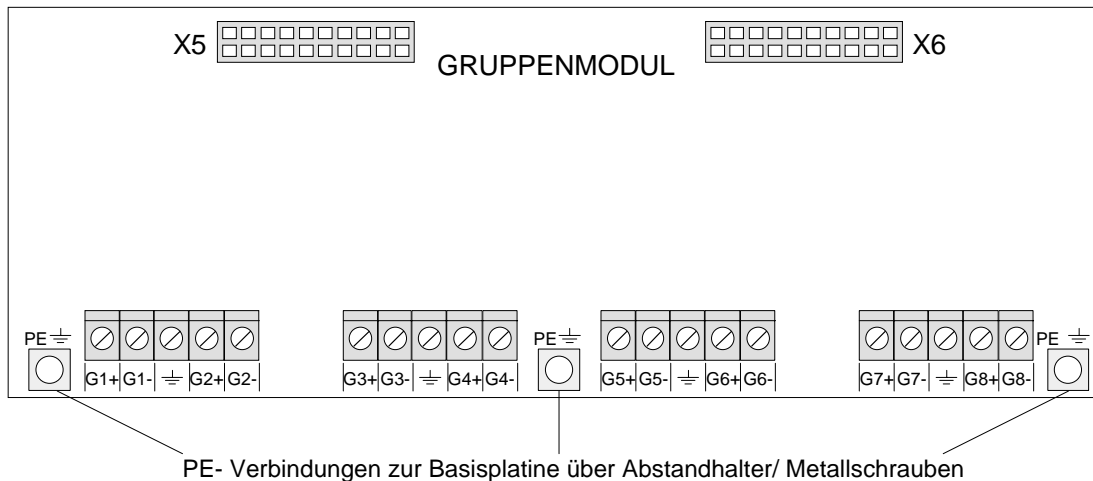 X5
X6
GRUPPENMODUL
PE
G1+ G1- G2+ G2-
G3+ G3- G4+ G4-
PE
G5+ G5- G6+ G6-
G7+ G7- G8+ G8-
PE
PE- Verbindungen zur Basisplatine über Abstandhalter/ Metallschrauben